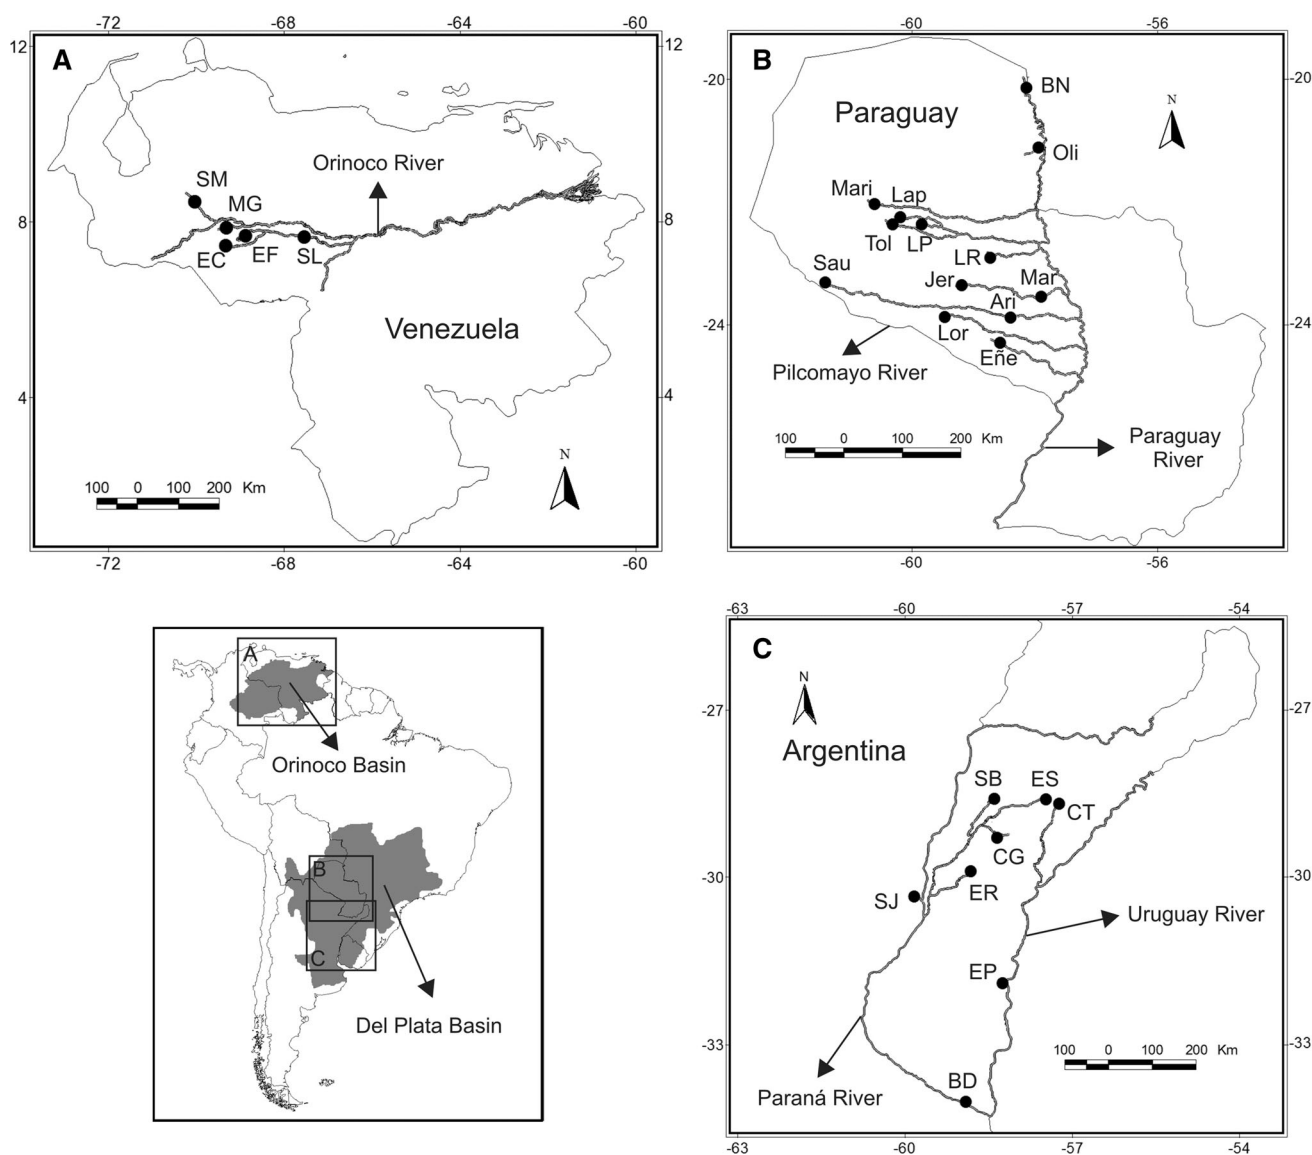 -72 -68 -64 -60
12
A
12
SM
Orinoco River
MG
8
8
EC
EF
SL
Venezuela
4
4
N
100 0 100 200 Km
-72 -68 -64 -60
-60 -56
-20
B
BN
-20
Paraguay
N
Oli
Mari
Lap
Tol
LP
LR
Sau
Jer
Mar
Ari
-24
Lor
-24
Eñe
Pilcomayo River
100 0 100 200 Km
Paraguay
River
-60 -56
A
Orinoco Basin
B
C
Del Plata Basin
-63 -60 -57 -54
C
N
-27
-27
Argentina
SB
ES
CT
CG
-30
-30
SJ
ER
Uruguay River
EP
-33
100 0 100 200 Km
-33
BD
Paraná River
-63 -60 -57 -54